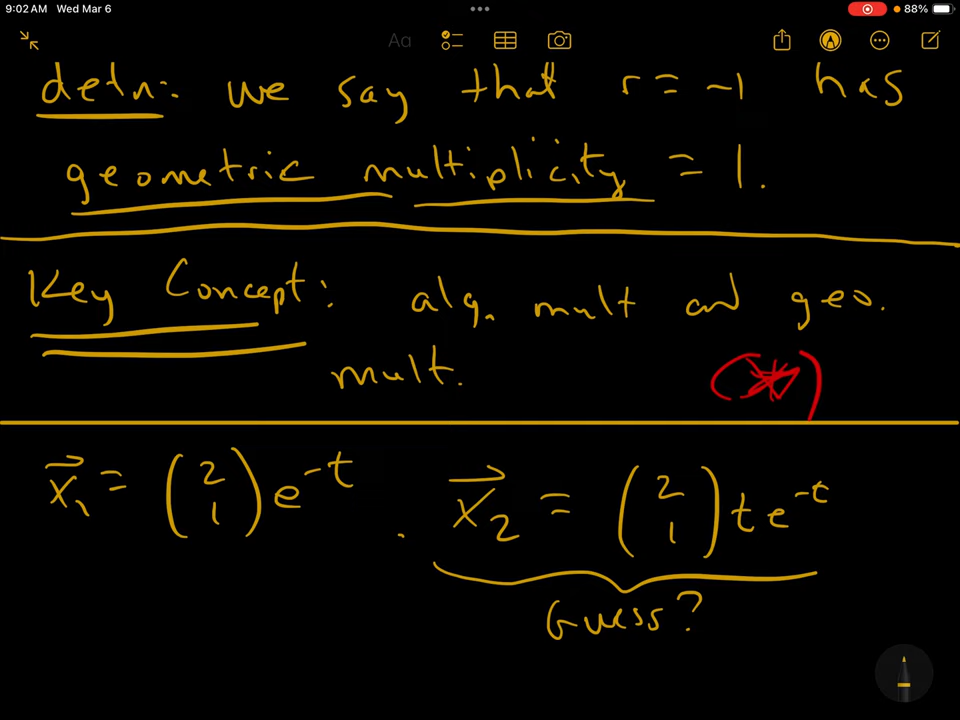 9:02 AM Wed Mar 6
88%
Aa
defn: we say that r = -1 has
geometric multiplicity = 1.
Key Concept: alg. mult and geo.
mult. (*)
x⃗₁ = (2 1) e^-t . x⃗₂ = (2 1) t e^-t
Guess?